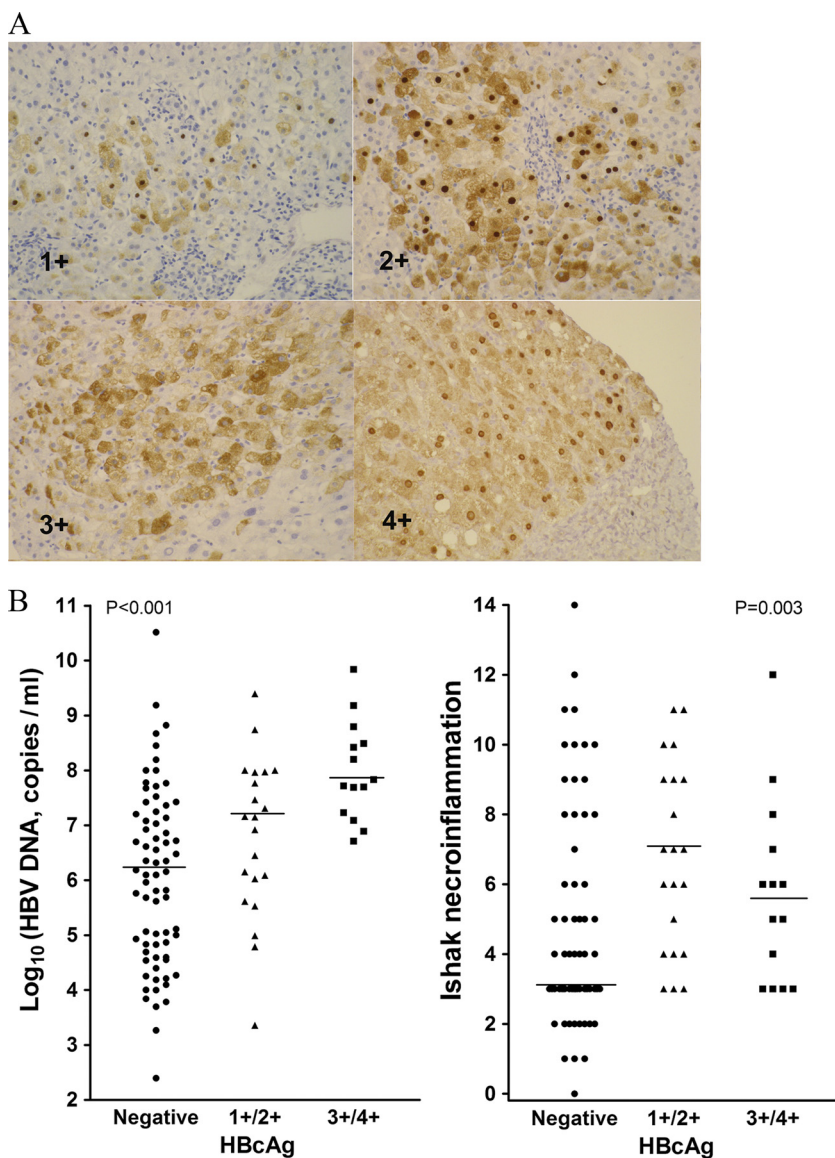 A
1+
2+
3+
4+
B
P<0.001
11
10
9
8
7
6
5
4
3
2
Log10 (HBV DNA, copies / ml)
Negative 1+/2+ 3+/4+
HBcAg
P=0.003
14
12
10
8
6
4
2
0
Ishak necroinflammation
Negative 1+/2+ 3+/4+
HBcAg